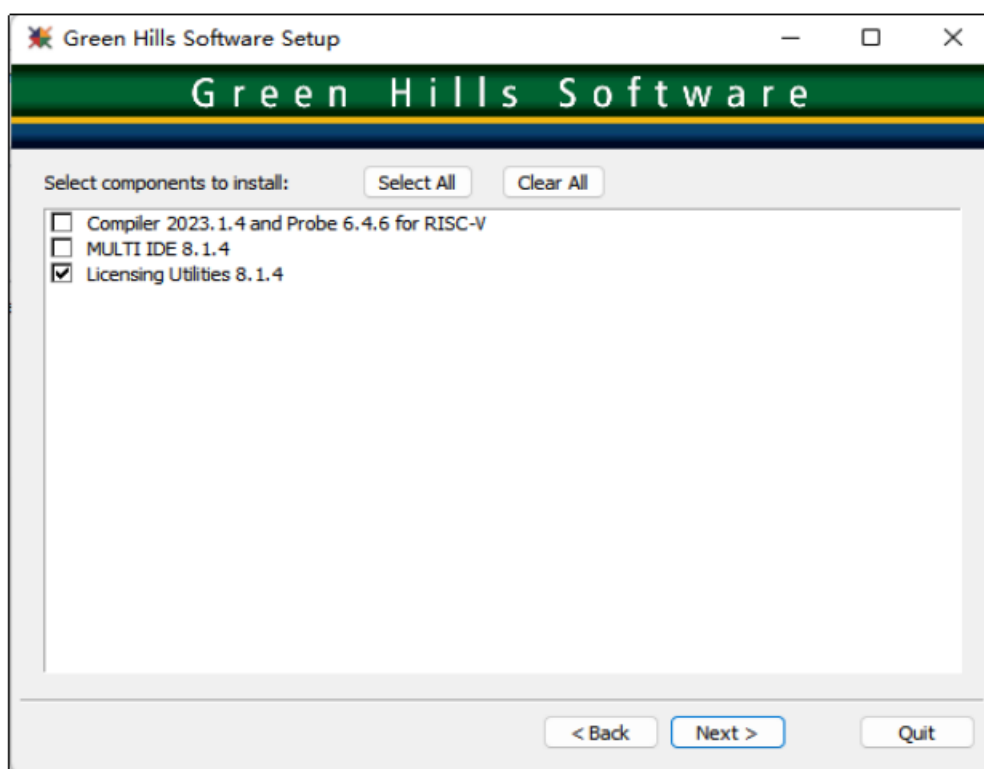 Green Hills Software Setup
Green Hills Software
Select components to install: Select All Clear All
Compiler 2023.1.4 and Probe 6.4.6 for RISC-V
MULTI IDE 8.1.4
Licensing Utilities 8.1.4
< Back Next > Quit